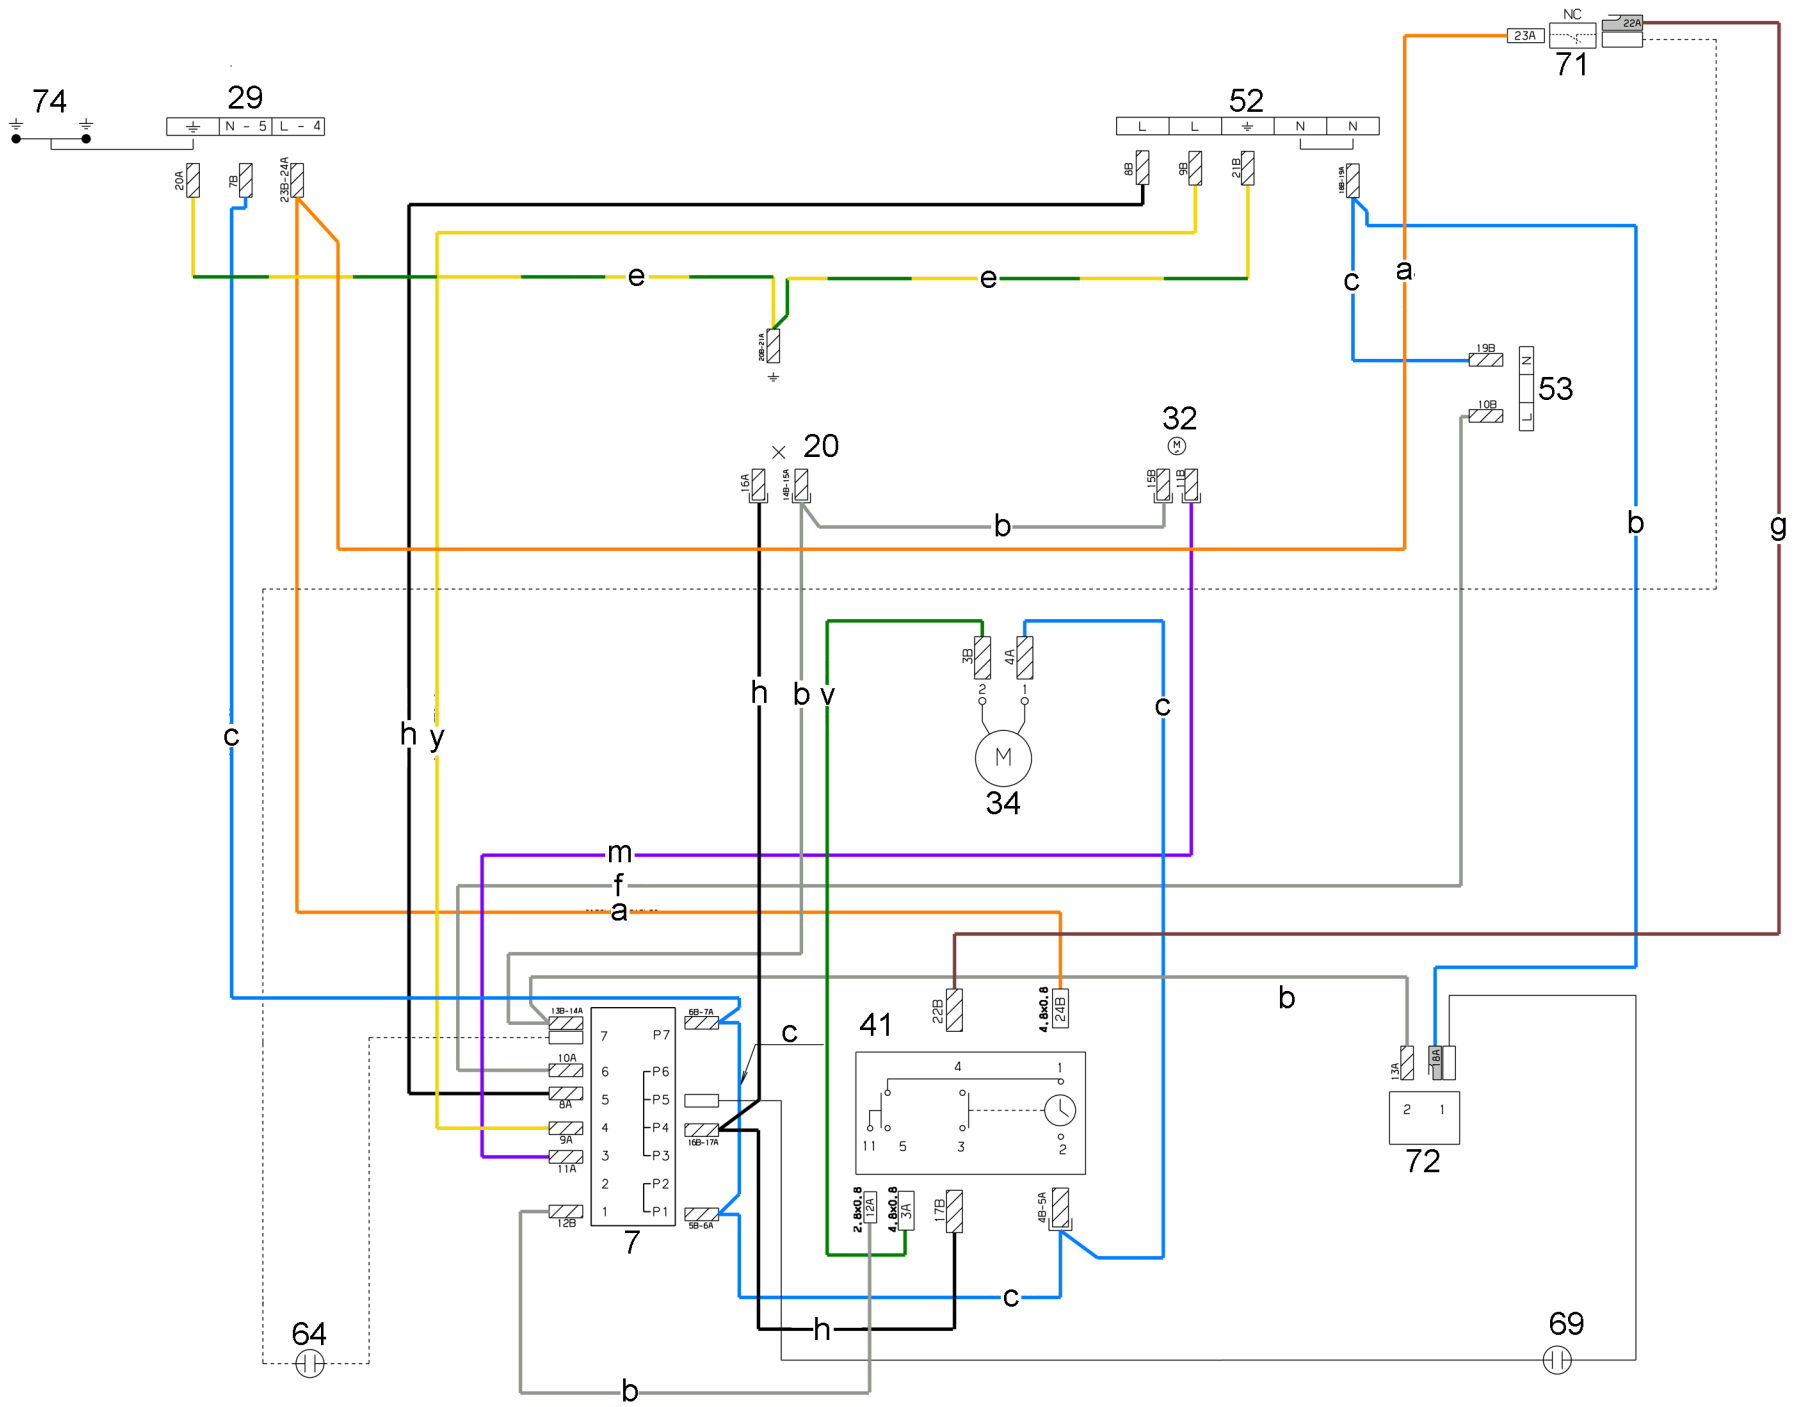 NC
23A
22A
71
74
29
52
N - 5
L - 4
L
L
N
N
20A
7B
23B-24A
8B
9B
21B
18B-19A
e
e
c
a
20B-21A
19B
N
53
10B
L
32
M
20
16A
14B-15A
15B
11B
b
b
g
3B
4A
2
1
h
b
v
c
M
34
c
h
y
m
f
a
b
22B
4.8x0.8
24B
13B-14A
6B-7A
41
c
7
P7
10A
6
P6
8A
5
P5
9A
4
P4
16B-17A
11A
3
P3
2
P2
12B
1
P1
5B-6A
7
4
1
11
5
3
2
13A
18A
2
1
72
2.8x0.8
12A
4.8x0.8
3A
17B
4B-5A
c
h
64
69
b